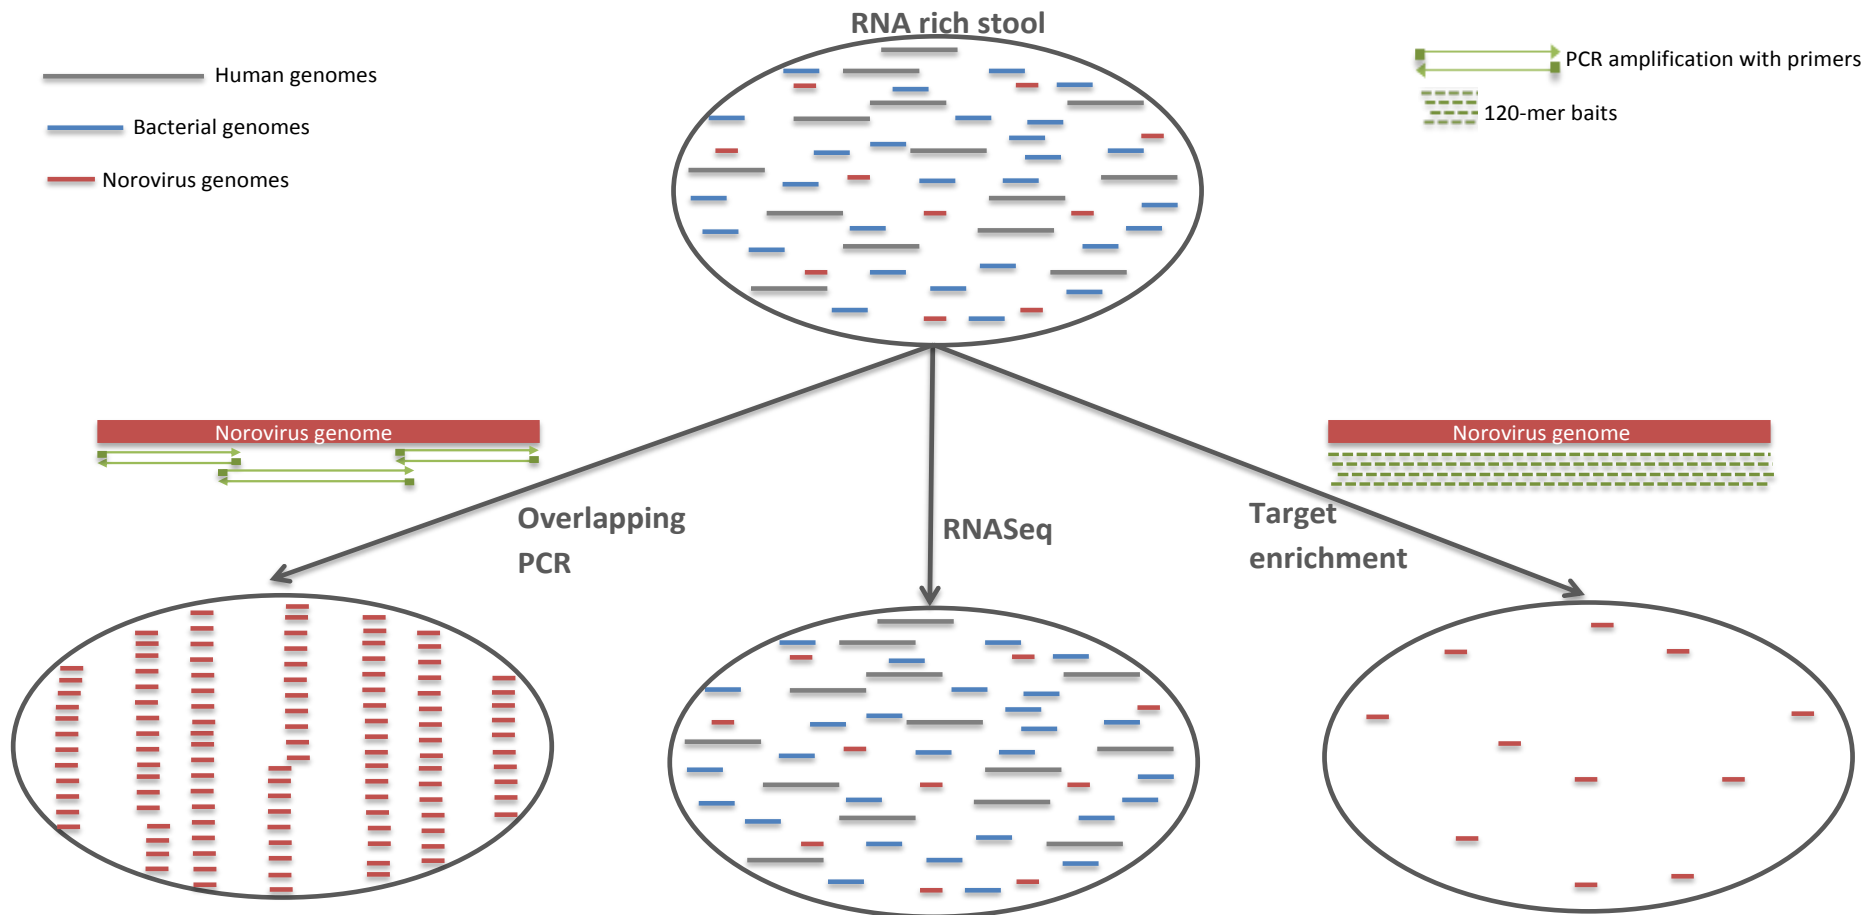 RNA rich stool
Human genomes
Bacterial genomes
Norovirus genomes
PCR amplification with primers
120-mer baits
Norovirus genome
Norovirus genome
Overlapping
PCR
RNASeq
Target
enrichment